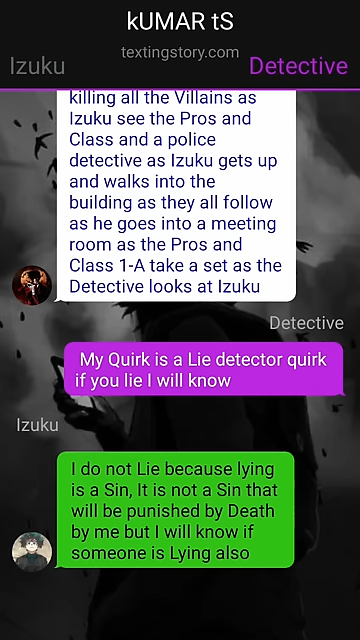 kUMAR tS
textingstory.com
Izuku
Detective
killing all the Villains as
Izuku see the Pros and
Class and a police
detective as Izuku gets up
and walks into the
building as they all follow
as he goes into a meeting
room as the Pros and
Class 1-A take a set as the
Detective looks at Izuku
Detective
My Quirk is a Lie detector quirk
if you lie I will know
Izuku
I do not Lie because lying
is a Sin, It is not a Sin that
will be punished by Death
by me but I will know if
someone is Lying also